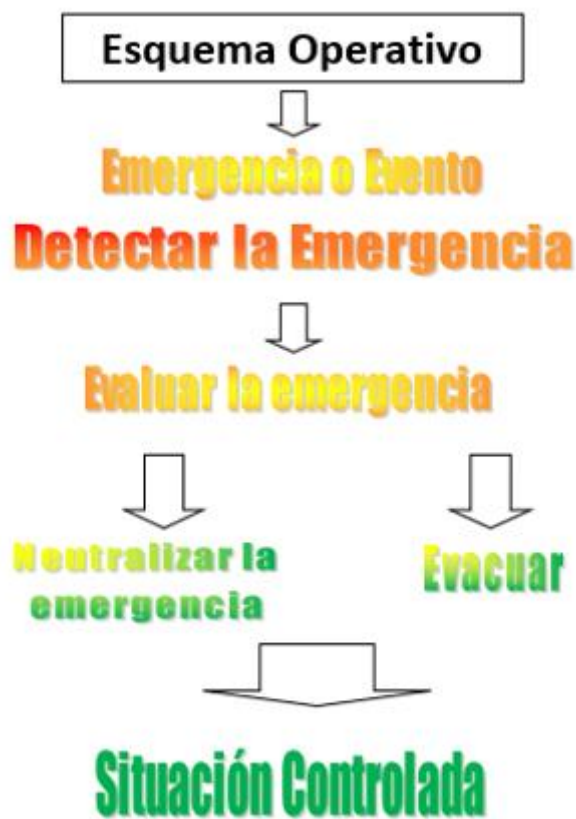 Esquema Operativo
Emergencia o Evento
Detectar la Emergencia
Evaluar la emergencia
Neutralizar la
emergencia
Evacuar
Situación Controlada